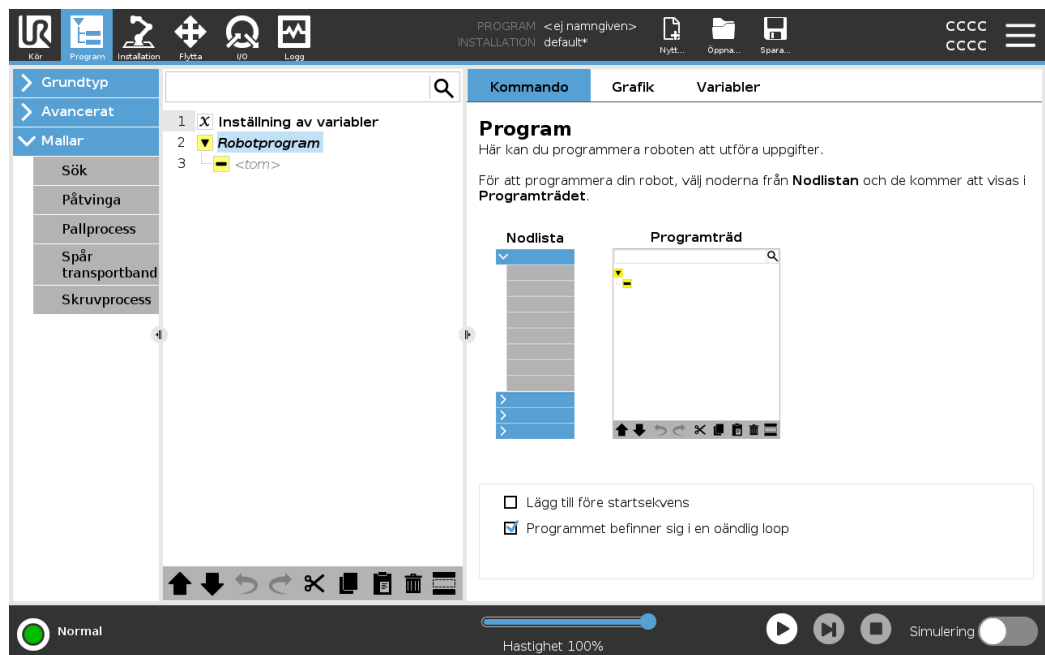 PROGRAM <ej namngiven>
INSTALLATION default*
UR
Kör
Program
Installation
Flytta
I/O
Logg
Nytt...
Öppna...
Spara...
cccc
cccc
Grundtyp
Avancerat
Mallar
Sök
Påtvinga
Pallprocess
Spår
transportband
Skruvprocess
1 X Inställning av variabler
2 Robotprogram
3 <tom>
Kommando
Grafik
Variabler
Program
Här kan du programmera roboten att utföra uppgifter.
För att programmera din robot, välj noderna från Nodlistan och de kommer att visas i
Programträdet.
Nodlista
Programträd
Lägg till före startsekvens
Programmet befinner sig i en oändlig loop
Normal
Hastighet 100%
Simulering